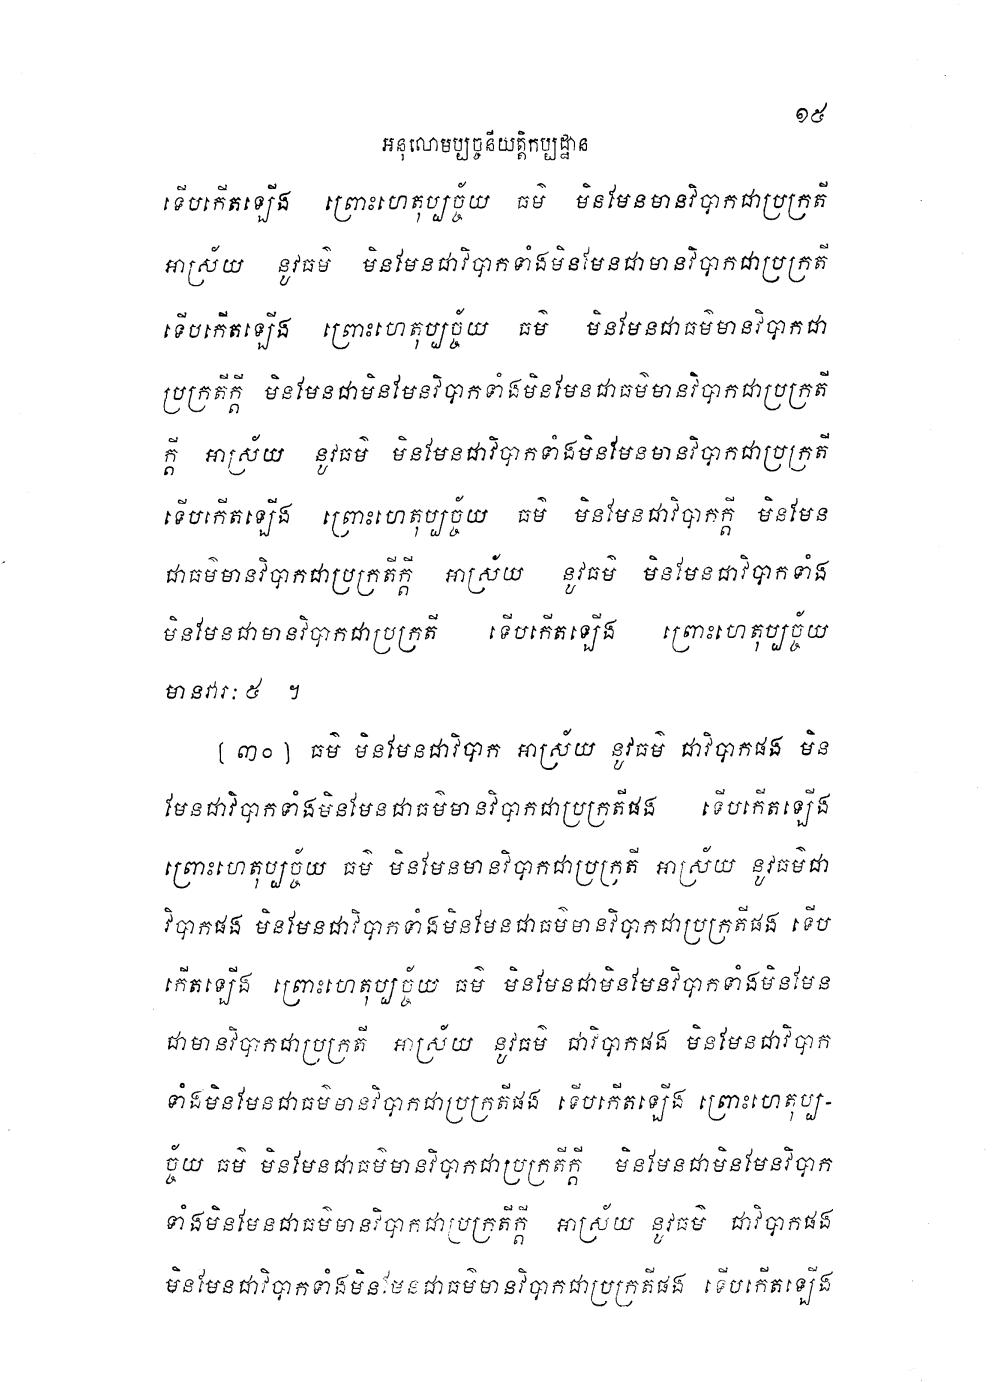 ១៥
អនុលោមប្បច្ចនីយត្តិកប្បដ្ឋាន
ទើបកើតឡើង ព្រោះហេតុប្បច្ច័យ ធម៌ មិនមែនមានវិបាកជាប្រក្រតី
អាស្រ័យ នូវធម៌ មិនមែនជាវិបាកទាំងមិនមែនជាមានវិបាកជាប្រក្រតី
ទើបកើតឡើង ព្រោះហេតុប្បច្ច័យ ធម៌ មិនមែនជាធម៌មានវិបាកជា
ប្រក្រតីក្តី មិនមែនជាមិនមែនវិបាកទាំងមិនមែនជាធម៌មានវិបាកជាប្រក្រតី
ក្តី អាស្រ័យ នូវធម៌ មិនមែនជាវិបាកទាំងមិនមែនមានវិបាកជាប្រក្រតី
ទើបកើតឡើង ព្រោះហេតុប្បច្ច័យ ធម៌ មិនមែនជាវិបាកក្តី មិនមែន
ជាធម៌មានវិបាកជាប្រក្រតីក្តី អាស្រ័យ នូវធម៌ មិនមែនជាវិបាកទាំង
មិនមែនជាមានវិបាកជាប្រក្រតី ទើបកើតឡើង ព្រោះហេតុប្បច្ច័យ
មានវារៈ ៥ ។
[ ៣០ ] ធម៌ មិនមែនជាវិបាក អាស្រ័យ នូវធម៌ ជាវិបាកផង មិន
មែនជាវិបាកទាំងមិនមែនជាធម៌មានវិបាកជាប្រក្រតីផង ទើបកើតឡើង
ព្រោះហេតុប្បច្ច័យ ធម៌ មិនមែនមានវិបាកជាប្រក្រតី អាស្រ័យ នូវធម៌ជា
វិបាកផង មិនមែនជាវិបាកទាំងមិនមែនជាធម៌មានវិបាកជាប្រក្រតីផង ទើប
កើតឡើង ព្រោះហេតុប្បច្ច័យ ធម៌ មិនមែនជាមិនមែនវិបាកទាំងមិនមែន
ជាមានវិបាកជាប្រក្រតី អាស្រ័យ នូវធម៌ ជាវិបាកផង មិនមែនជាវិបាក
ទាំងមិនមែនជាធម៌មានវិបាកជាប្រក្រតីផង ទើបកើតឡើង ព្រោះហេតុប្ប-
ច្ច័យ ធម៌ មិនមែនជាធម៌មានវិបាកជាប្រក្រតីក្តី មិនមែនជាមិនមែនវិបាក
ទាំងមិនមែនជាធម៌មានវិបាកជាប្រក្រតីក្តី អាស្រ័យ នូវធម៌ ជាវិបាកផង
មិនមែនជាវិបាកទាំងមិនមែនជាធម៌មានវិបាកជាប្រក្រតីផង ទើបកើតឡើង